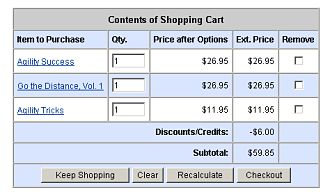 Contents of Shopping Cart
Item to Purchase Qty. Price after Options Ext. Price Remove
Agility Success 1 $26.95 $26.95
Go the Distance, Vol. 1 1 $26.95 $26.95
Agility Tricks 1 $11.95 $11.95
Discounts/Credits: -$6.00
Subtotal: $59.85
Keep Shopping Clear Recalculate Checkout